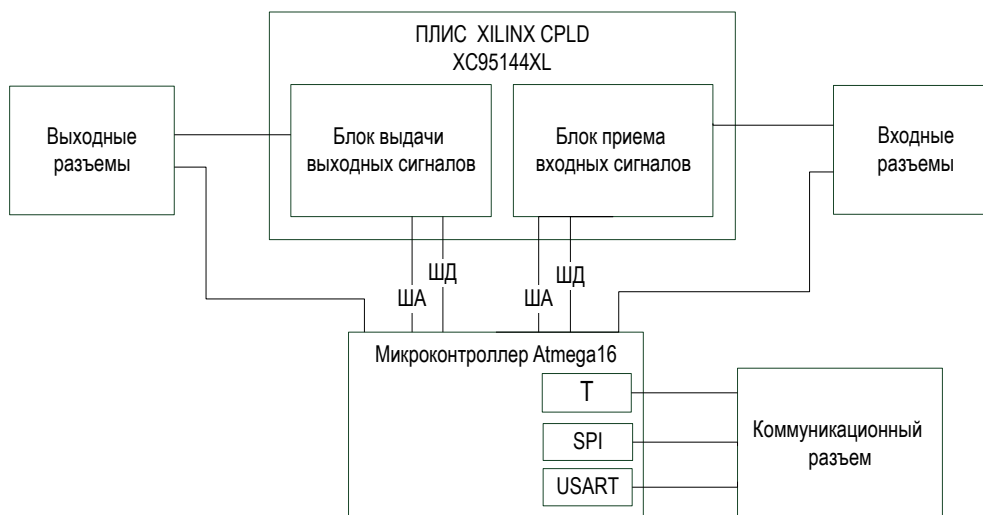 ПЛИС XILINX CPLD
XC95144XL
Выходные
разъемы
Блок выдачи
выходных сигналов
Блок приема
входных сигналов
Входные
разъемы
ША
ШД
ША
ШД
Микроконтроллер Atmega16
T
SPI
USART
Коммуникационный
разъем